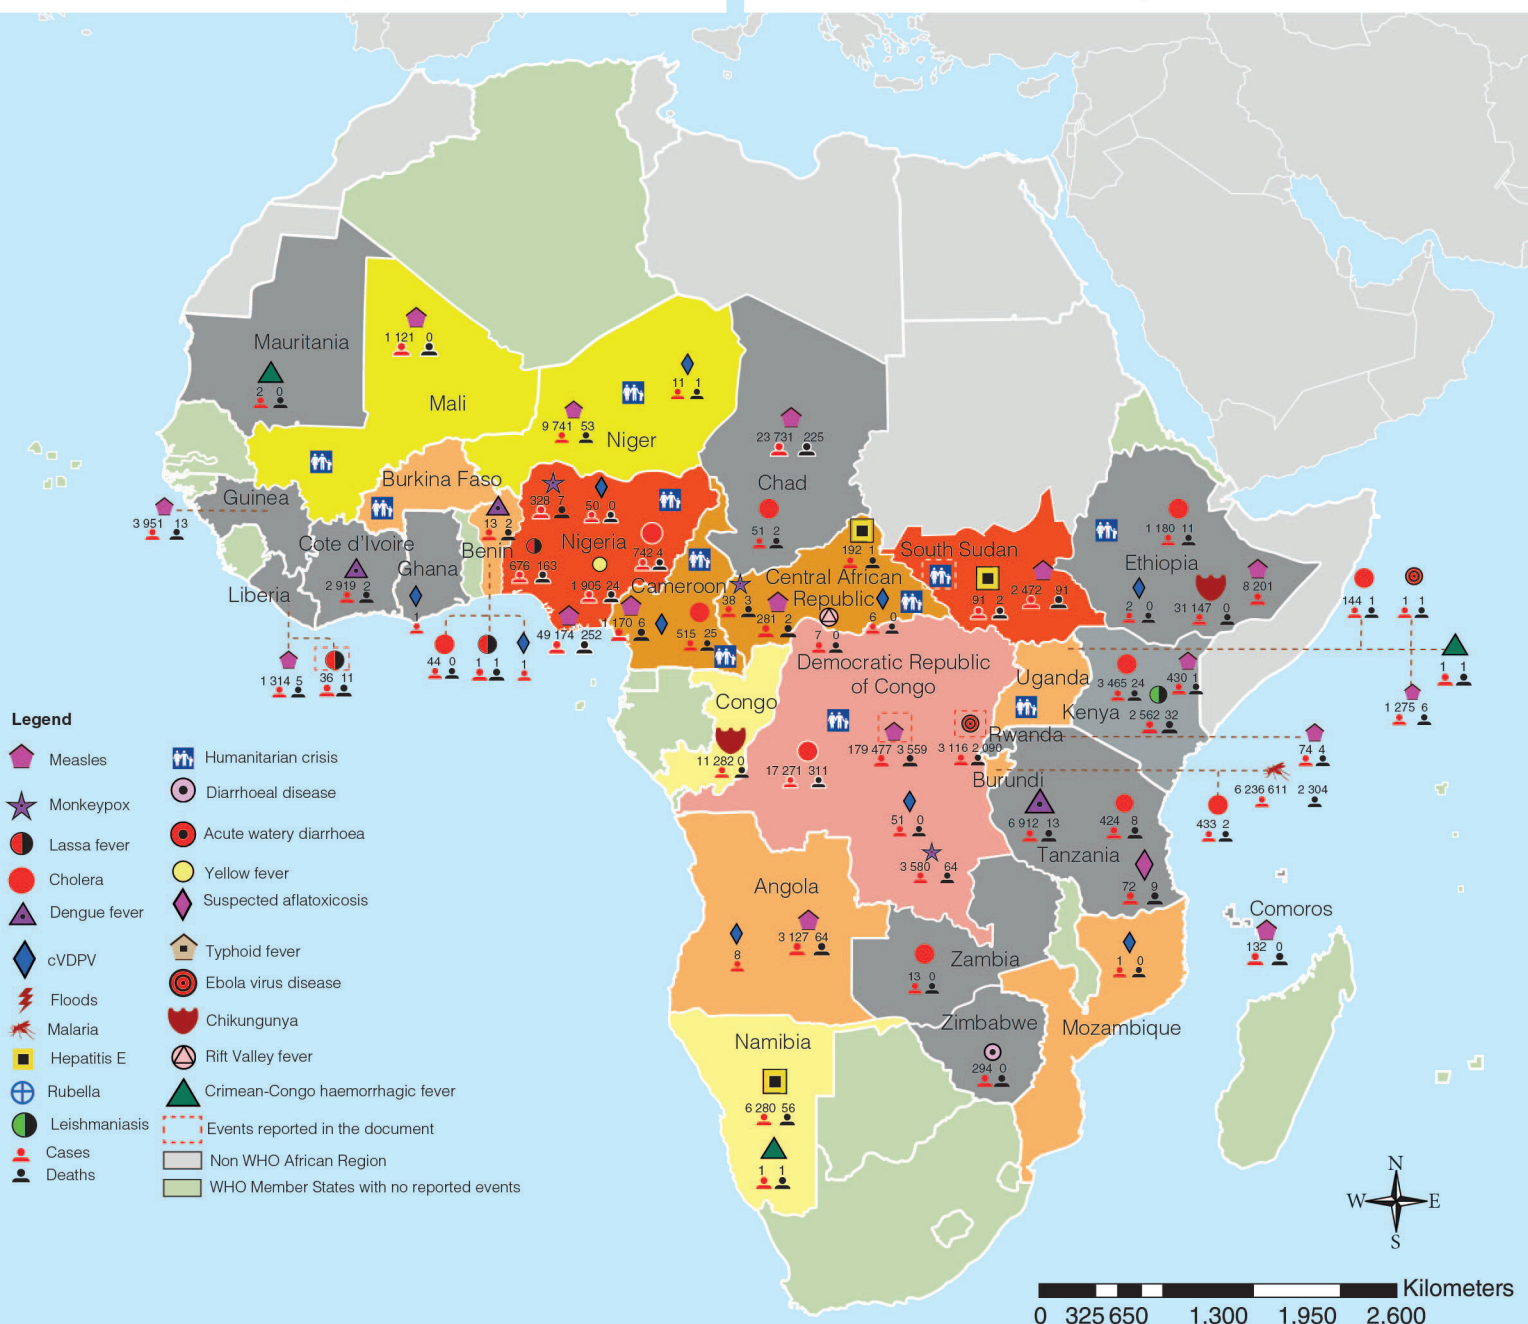 Mauritania
2 0
1 121 0
Mali
11 1
9 741 53
Niger
23 731 225
Chad
51 2
Guinea
3 951 13
Burkina Faso
13 2
Benin
328 7
50 0
Nigeria
742 4
676 163
1 905 24
49 174 252
Cote d'Ivoire
2 919 2
Ghana
1
Liberia
1 314 5
36 11
44 0
1 1
1
Cameroon
1 170 6
515 25
192 1
Central African
Republic
38 3
281 2
7 0
6 0
South Sudan
91 2
2 472 91
1 180 11
Ethiopia
2 0
31 147 0
8 201
144 1
1 1
1 1
1 275 6
Democratic Republic
of Congo
179 477 3 559
3 116 2 090
17 271 311
51 0
3 580 64
Congo
11 282 0
Uganda
3 465 24
430 1
Kenya
2 562 32
Rwanda
74 4
Burundi
6 236 611 2 304
433 2
6 912 13
424 8
Tanzania
72 9
Angola
8
3 127 64
Zambia
13 0
Comoros
132 0
1 0
Mozambique
Zimbabwe
294 0
Namibia
6 280 56
1 1
Legend
Measles
Monkeypox
Lassa fever
Cholera
Dengue fever
cVDPV
Floods
Malaria
Hepatitis E
Rubella
Leishmaniasis
Cases
Deaths
Humanitarian crisis
Diarrhoeal disease
Acute watery diarrhoea
Yellow fever
Suspected aflatoxicosis
Typhoid fever
Ebola virus disease
Chikungunya
Rift Valley fever
Crimean-Congo haemorrhagic fever
Events reported in the document
Non WHO African Region
WHO Member States with no reported events
N
W E
S
Kilometers
0 325 650 1,300 1,950 2,600